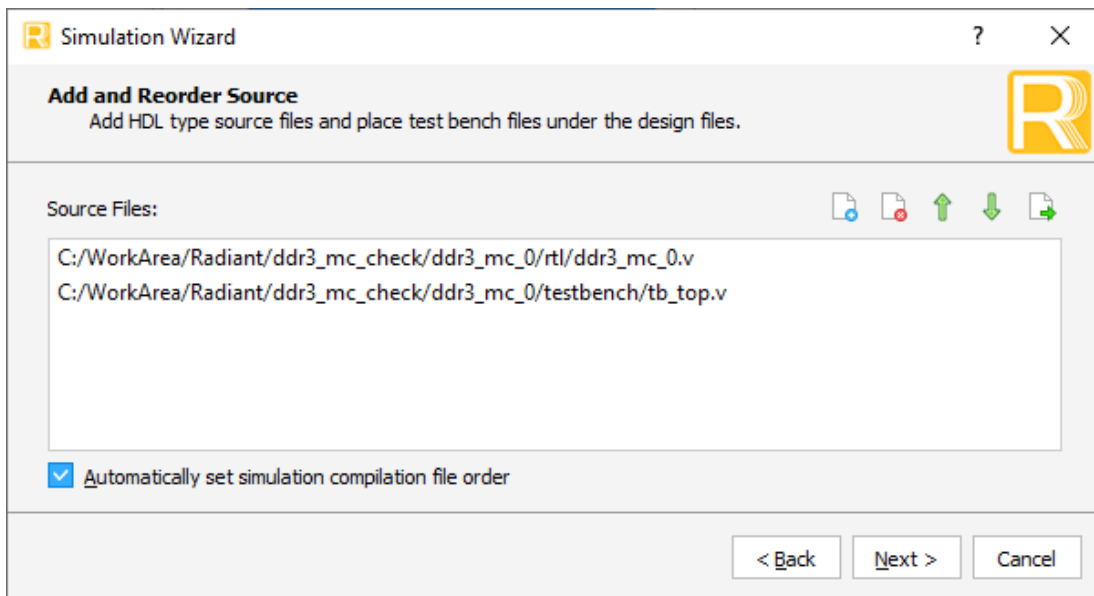 Simulation Wizard
?
Add and Reorder Source
Add HDL type source files and place test bench files under the design files.
Source Files:
C:/WorkArea/Radiant/ddr3_mc_check/ddr3_mc_0/rtl/ddr3_mc_0.v
C:/WorkArea/Radiant/ddr3_mc_check/ddr3_mc_0/testbench/tb_top.v
Automatically set simulation compilation file order
< Back
Next >
Cancel